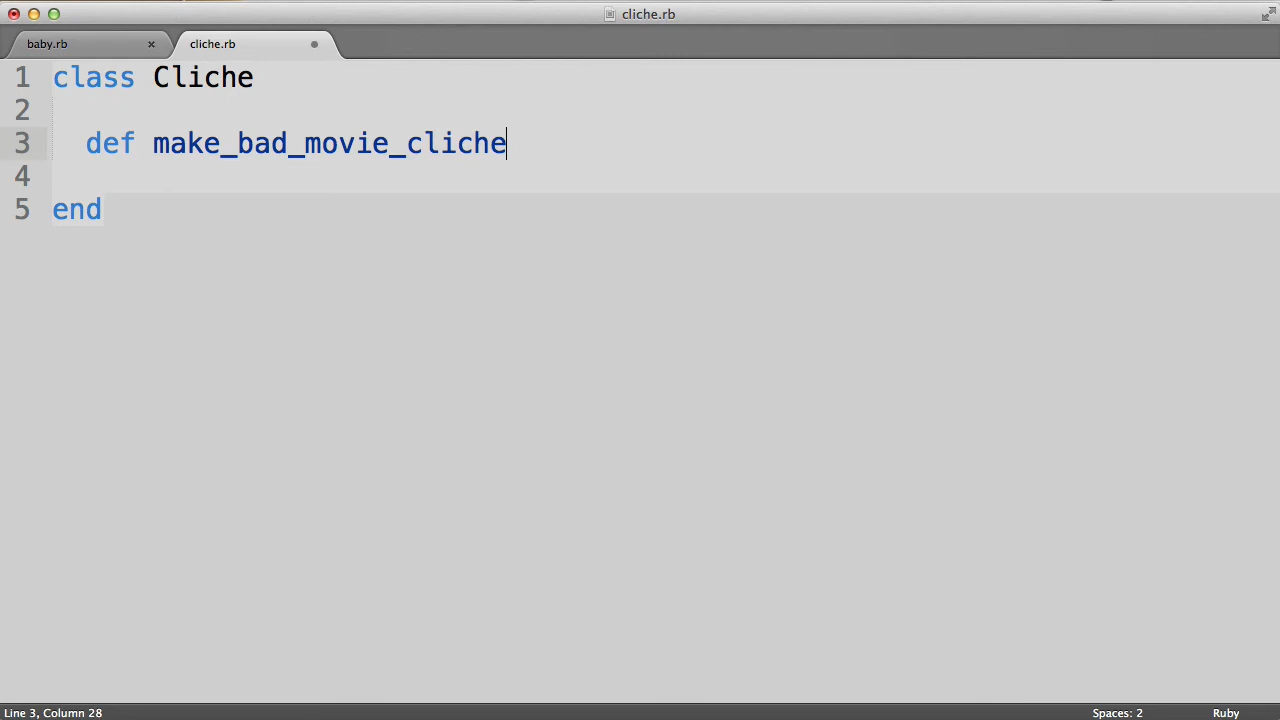 cliche.rb
baby.rb × cliche.rb
1 class Cliche
2
3   def make_bad_movie_cliche
4
5 end
Line 3, Column 28 Spaces: 2 Ruby